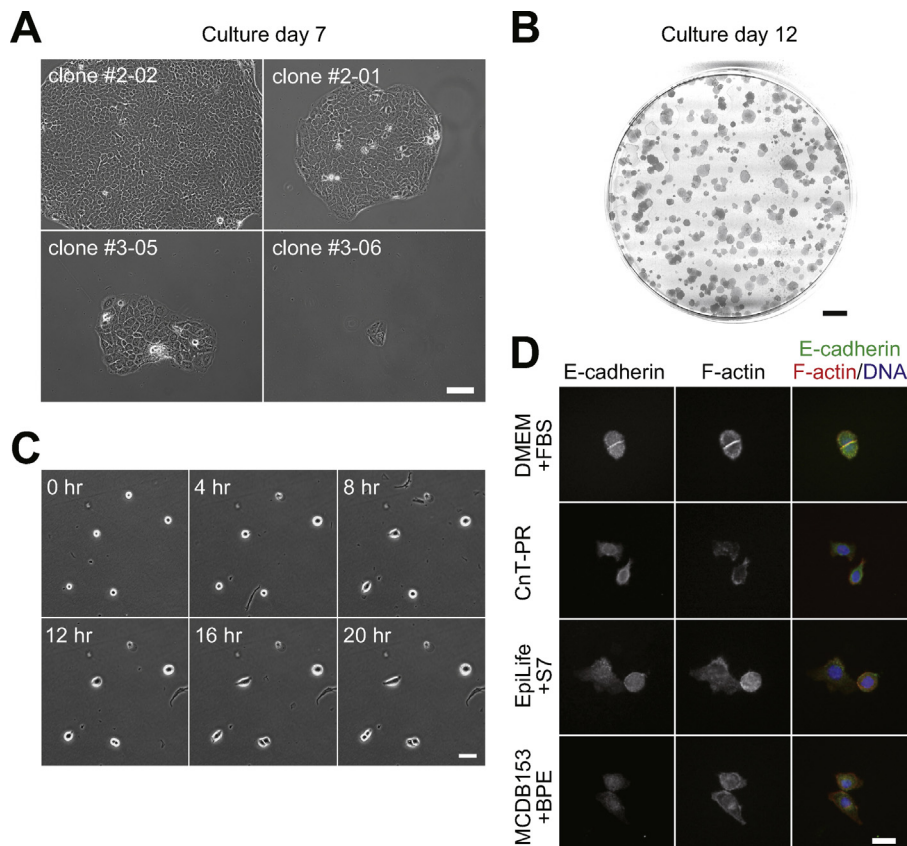 A
Culture day 7
clone #2-02
clone #2-01
clone #3-05
clone #3-06
B
Culture day 12
C
0 hr
4 hr
8 hr
12 hr
16 hr
20 hr
D
E-cadherin
F-actin
E-cadherin
F-actin/DNA
DMEM
+FBS
CnT-PR
EpiLife
+S7
MCDB153
+BPE